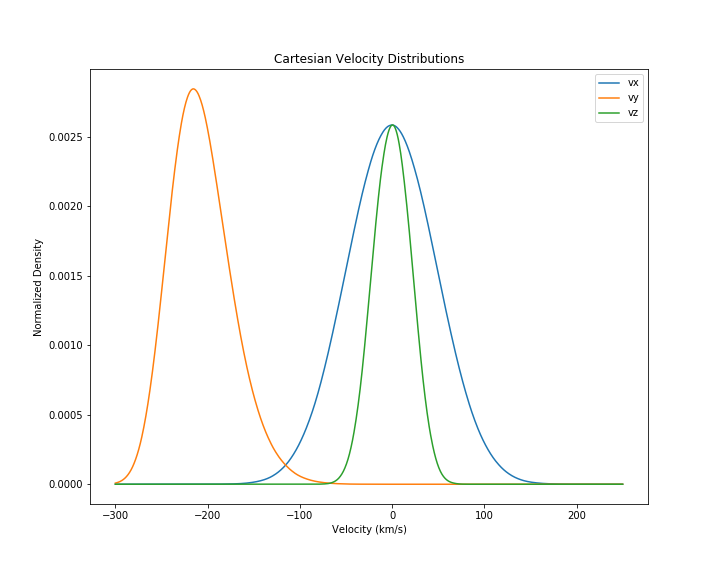 Cartesian Velocity Distributions
vx
vy
vz
Normalized Density
0.0025
0.0020
0.0015
0.0010
0.0005
0.0000
−300
−200
−100
0
100
200
Velocity (km/s)